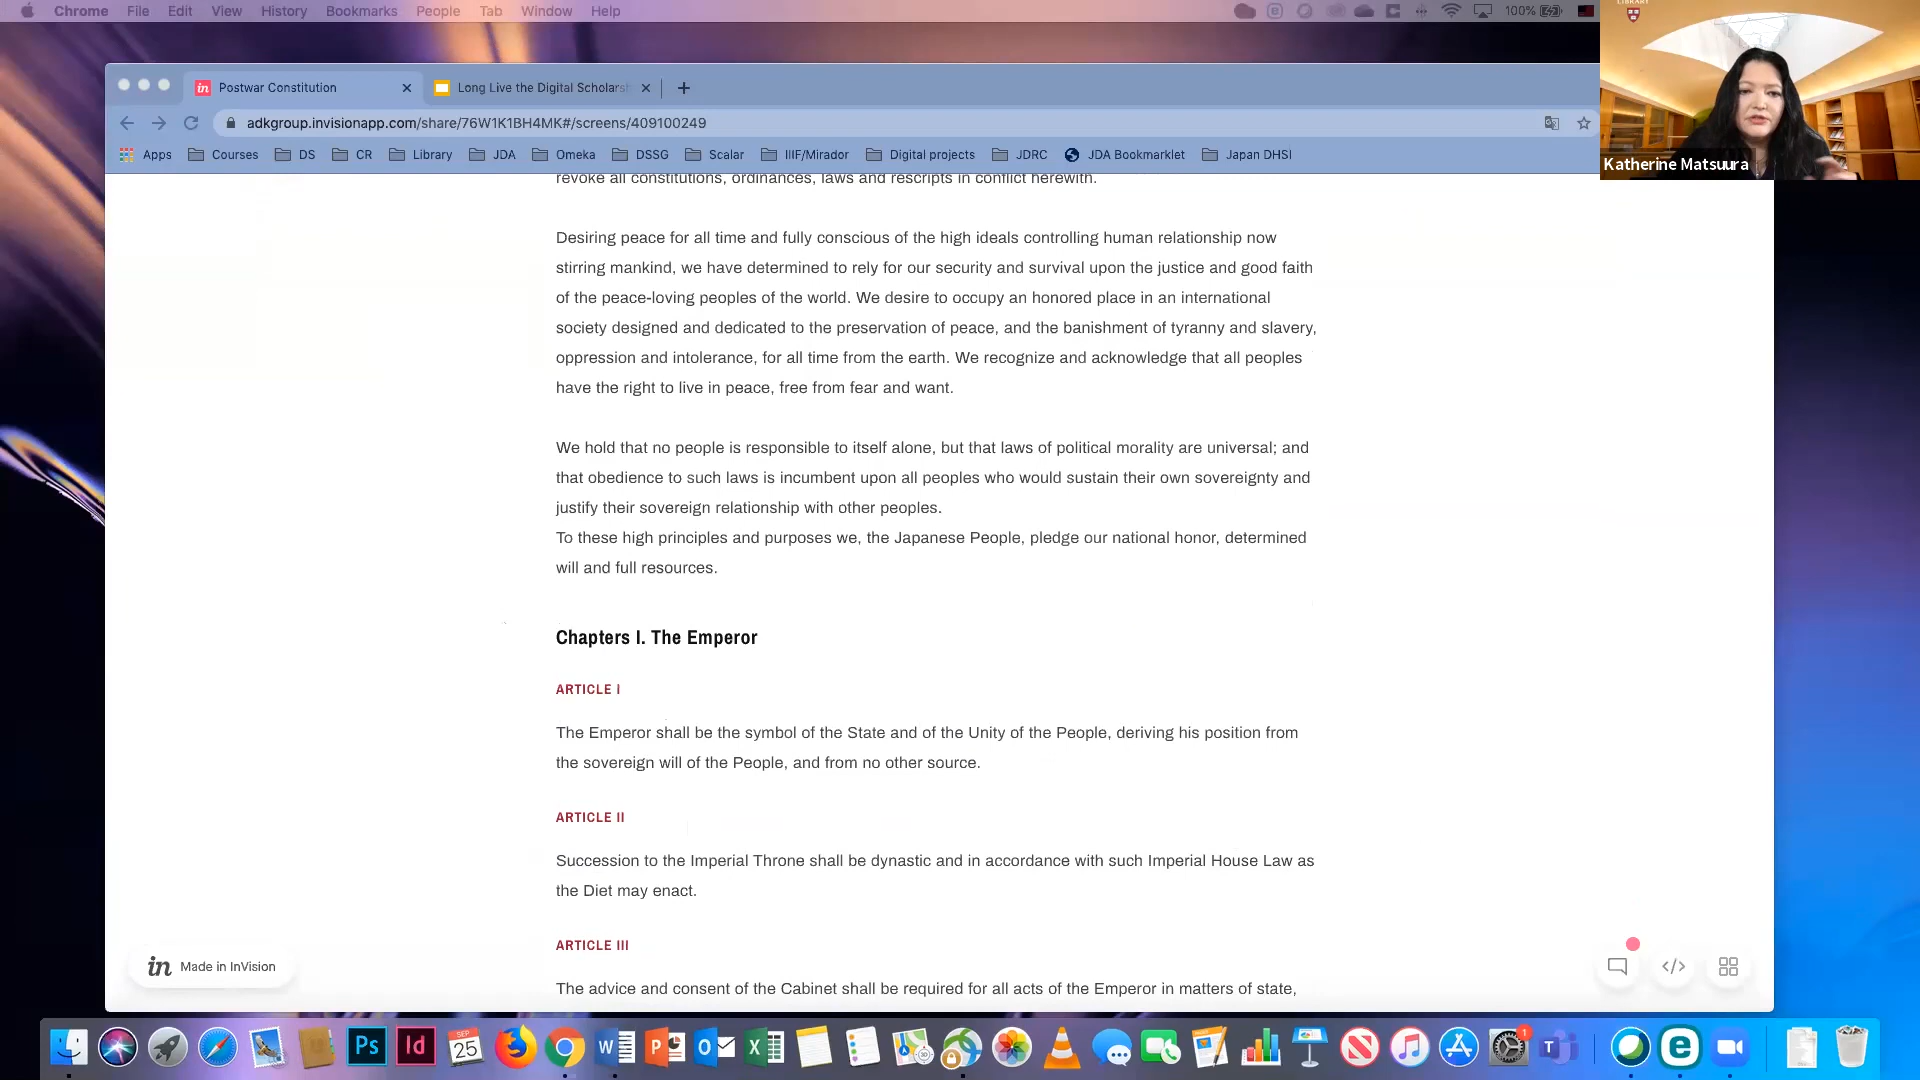 Chrome File Edit View History Bookmarks People Tab Window Help
100%
LIBRARY
Postwar Constitution
Long Live the Digital Scholars
adkgroup.invisionapp.com/share/76W1K1BH4MK#/screens/409100249
Apps Courses DS CR Library JDA Omeka DSSG Scalar IIIF/Mirador Digital projects JDRC JDA Bookmarklet Japan DHSI
Katherine Matsuura
revoke all constitutions, ordinances, laws and rescripts in conflict herewith.
Desiring peace for all time and fully conscious of the high ideals controlling human relationship now
stirring mankind, we have determined to rely for our security and survival upon the justice and good faith
of the peace-loving peoples of the world. We desire to occupy an honored place in an international
society designed and dedicated to the preservation of peace, and the banishment of tyranny and slavery,
oppression and intolerance, for all time from the earth. We recognize and acknowledge that all peoples
have the right to live in peace, free from fear and want.
We hold that no people is responsible to itself alone, but that laws of political morality are universal; and
that obedience to such laws is incumbent upon all peoples who would sustain their own sovereignty and
justify their sovereign relationship with other peoples.
To these high principles and purposes we, the Japanese People, pledge our national honor, determined
will and full resources.
Chapters I. The Emperor
ARTICLE I
The Emperor shall be the symbol of the State and of the Unity of the People, deriving his position from
the sovereign will of the People, and from no other source.
ARTICLE II
Succession to the Imperial Throne shall be dynastic and in accordance with such Imperial House Law as
the Diet may enact.
ARTICLE III
The advice and consent of the Cabinet shall be required for all acts of the Emperor in matters of state,
in Made in InVision
Ps Id SEP 25 W P O X 1 T e